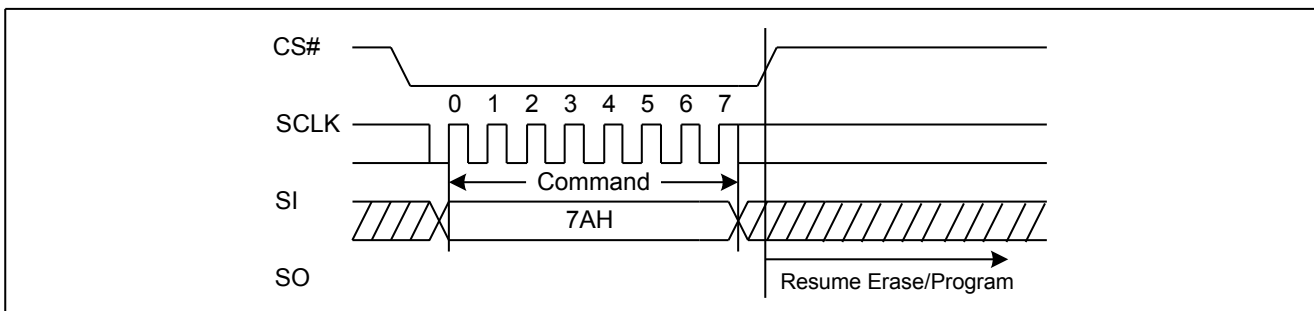 CS#
0 1 2 3 4 5 6 7
SCLK
Command
SI
7AH
SO
Resume Erase/Program